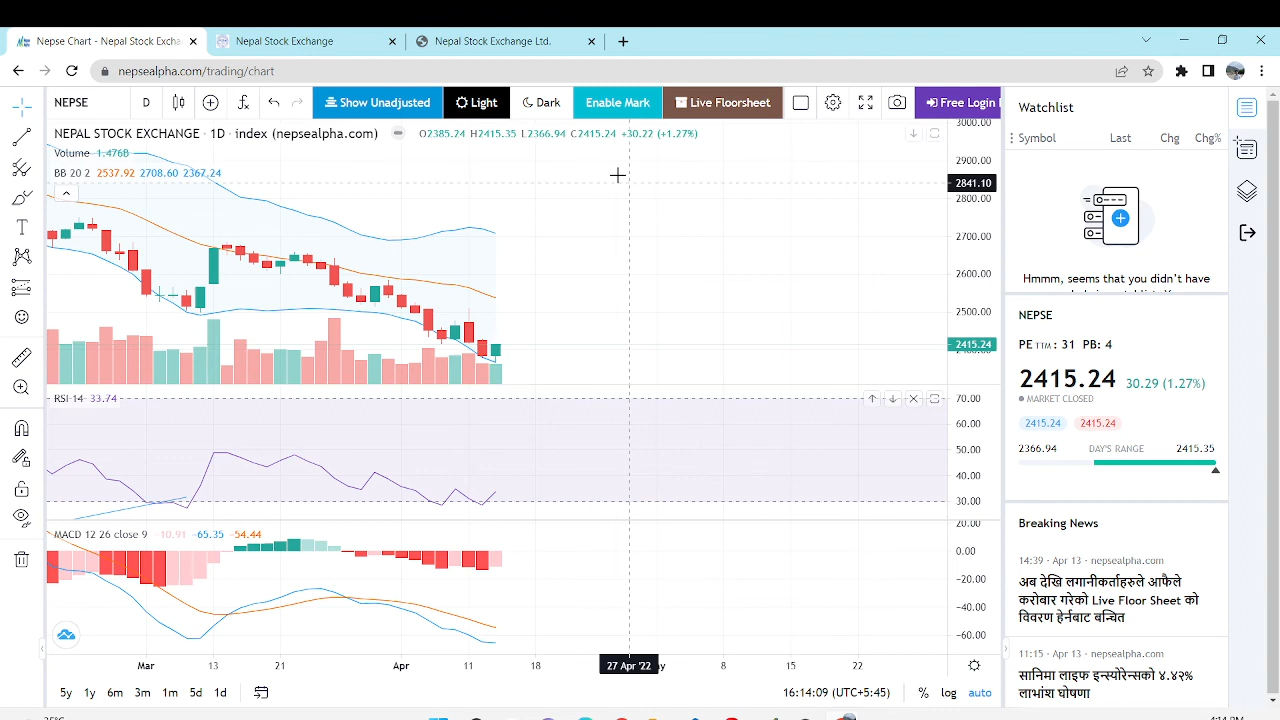 Nepse Chart - Nepal Stock Excha
Nepal Stock Exchange
Nepal Stock Exchange Ltd.
nepsealpha.com/trading/chart
NEPSE D Show Unadjusted Light Dark Enable Mark Live Floorsheet Free Login
NEPAL STOCK EXCHANGE · 1D · index (nepsealpha.com) O2385.24 H2415.35 L2366.94 C2415.24 +30.22 (+1.27%)
Volume 1.476B
BB 20 2 2537.92 2708.60 2367.24
3000.00
2900.00
2841.10
2800.00
2700.00
2600.00
2500.00
2415.24
RSI 14 33.74
70.00
60.00
50.00
40.00
30.00
MACD 12 26 close 9 -10.91 -65.35 -54.44
20.00
0.00
-20.00
-40.00
-60.00
Mar 13 21 Apr 11 18 27 Apr '22 8 15 22
5y 1y 6m 3m 1m 5d 1d
16:14:09 (UTC+5:45) % log auto
Watchlist
Symbol Last Chg Chg%
Hmmm, seems that you didn't have
NEPSE
PE TTM : 31 PB: 4
2415.24 30.29 (1.27%)
MARKET CLOSED
2415.24 2415.24
2366.94 DAY'S RANGE 2415.35
Breaking News
14:39 - Apr 13 - nepsealpha.com
अब देखि लगानीकर्ताहरुले आफैले
करोबार गरेको Live Floor Sheet को
विवरण हेर्नबाट बन्चित
11:15 - Apr 13 - nepsealpha.com
सानिमा लाइफ इन्स्योरेन्सको ४.४२%
लाभांश घोषणा